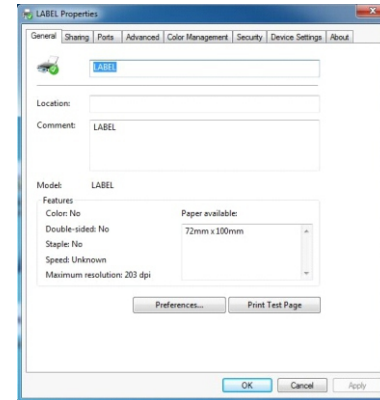 LABEL Properties
General Sharing Ports Advanced Color Management Security Device Settings About
LABEL
Location:
Comment: LABEL
Model: LABEL
Features
Color: No
Paper available:
Double-sided: No
72mm x 100mm
Staple: No
Speed: Unknown
Maximum resolution: 203 dpi
Preferences... Print Test Page
OK Cancel Apply